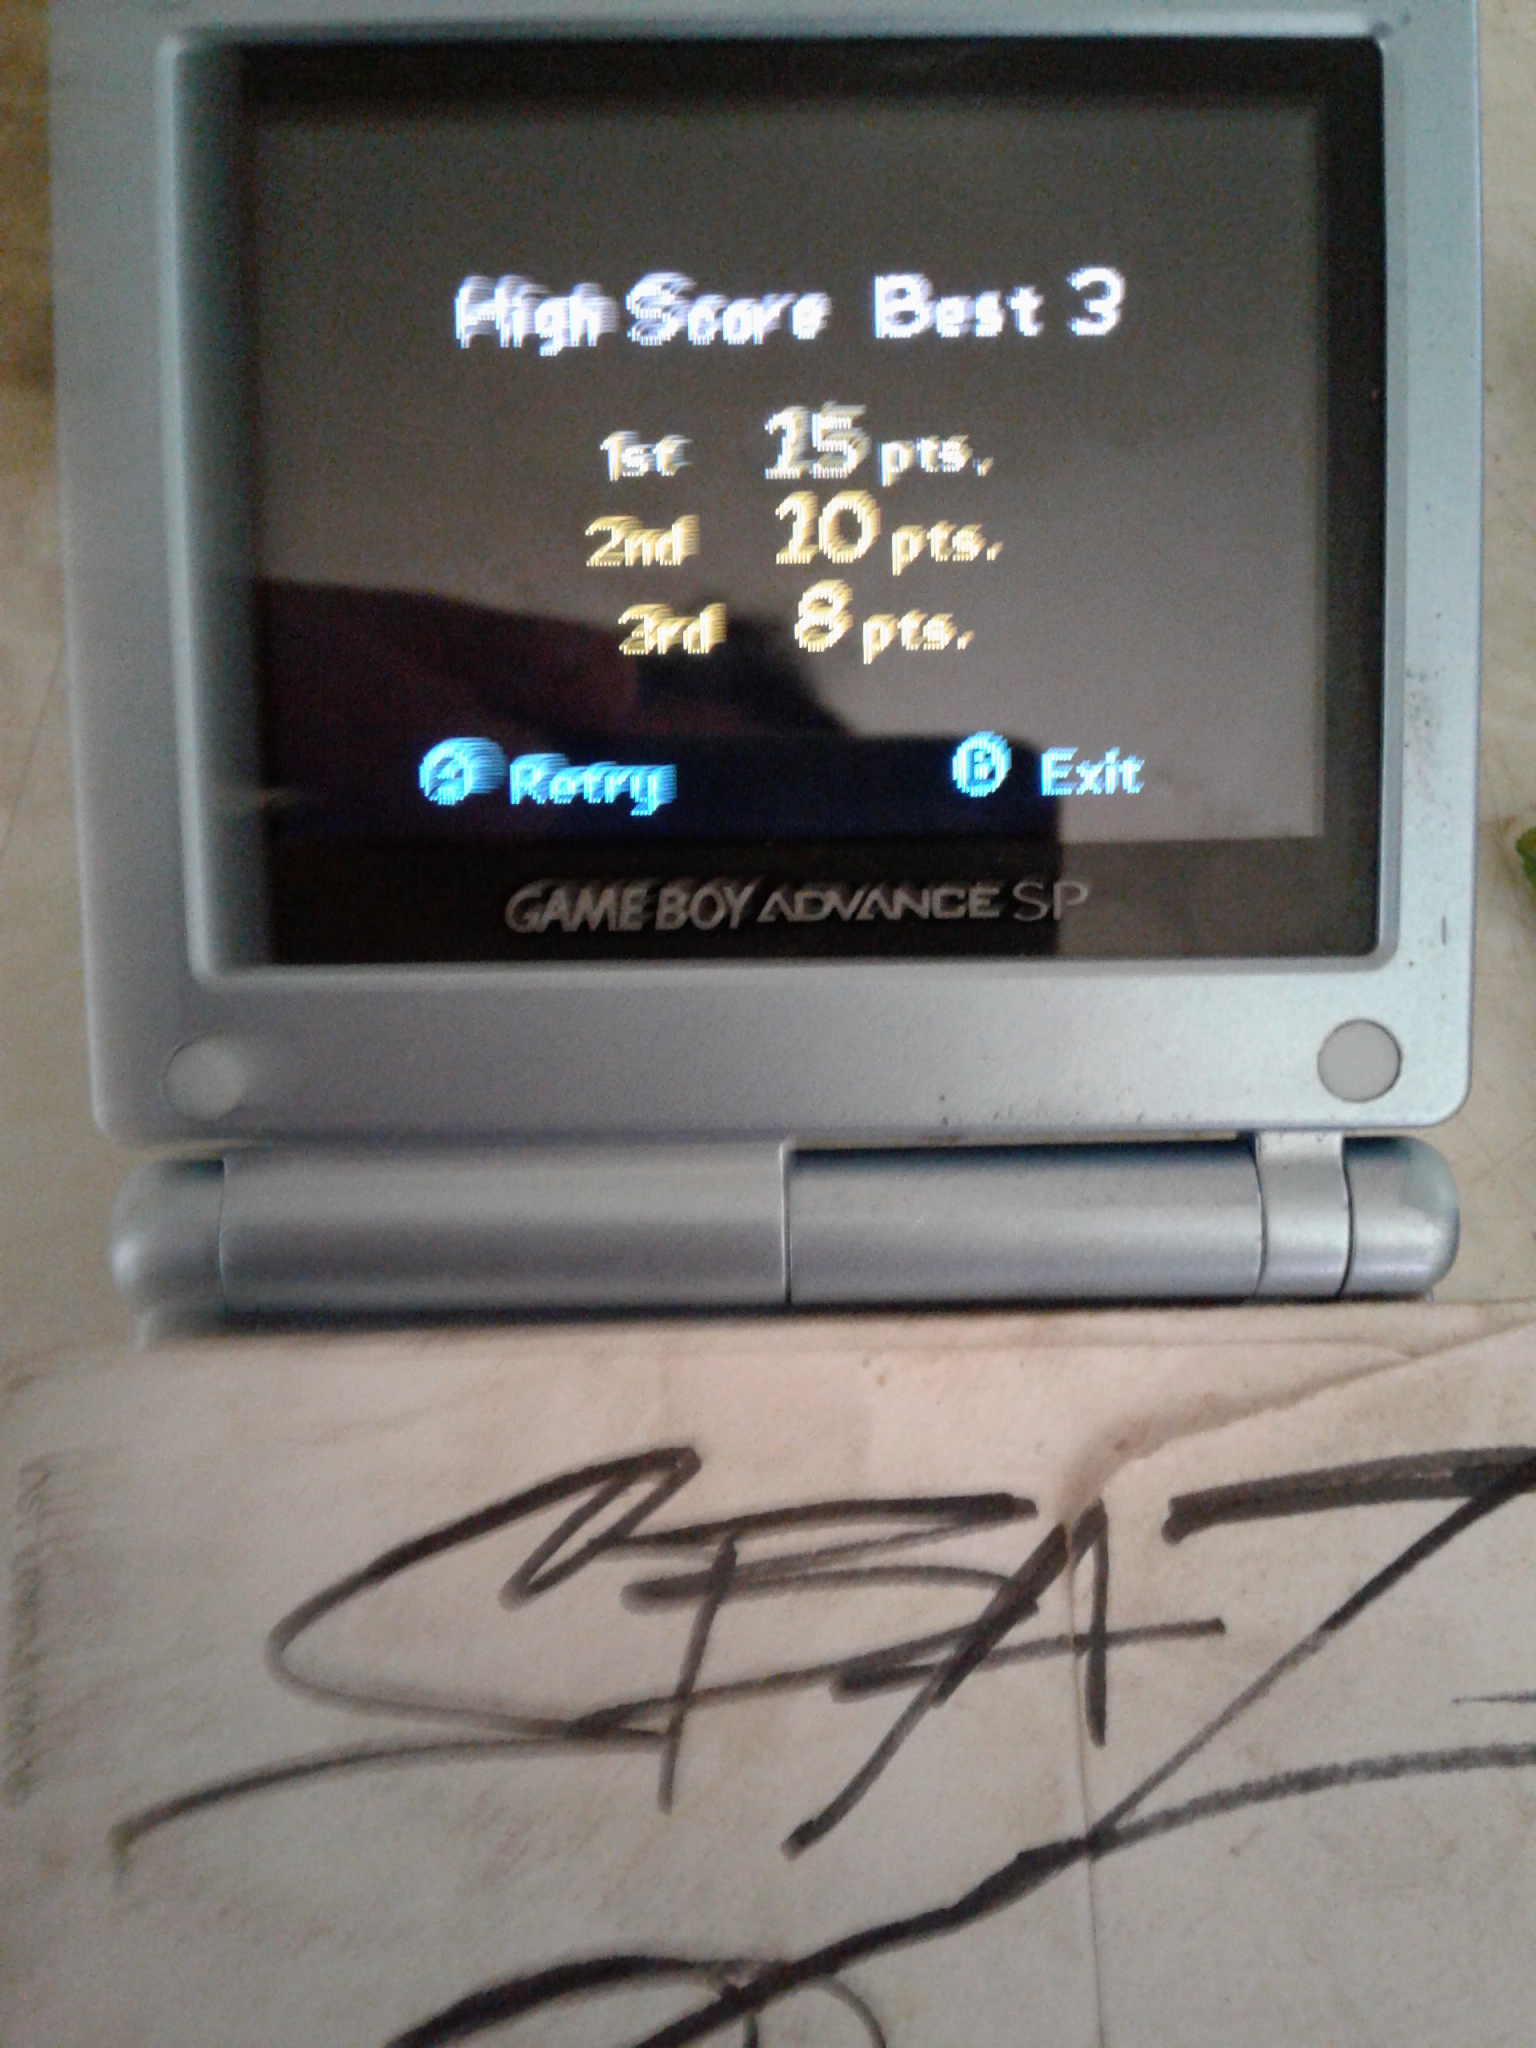 High Score Best 3
1st 15 pts.
2nd 10 pts.
3rd 8 pts.
A Retry B Exit
GAME BOY ADVANCE SP